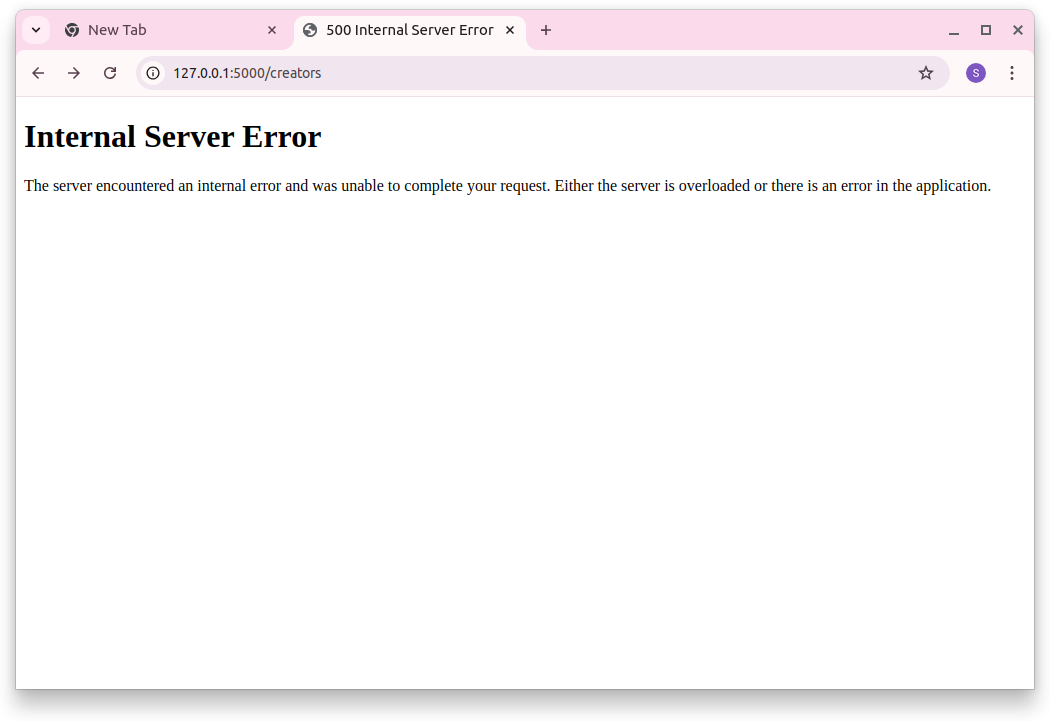 New Tab
500 Internal Server Error
127.0.0.1:5000/creators
S
Internal Server Error
The server encountered an internal error and was unable to complete your request. Either the server is overloaded or there is an error in the application.